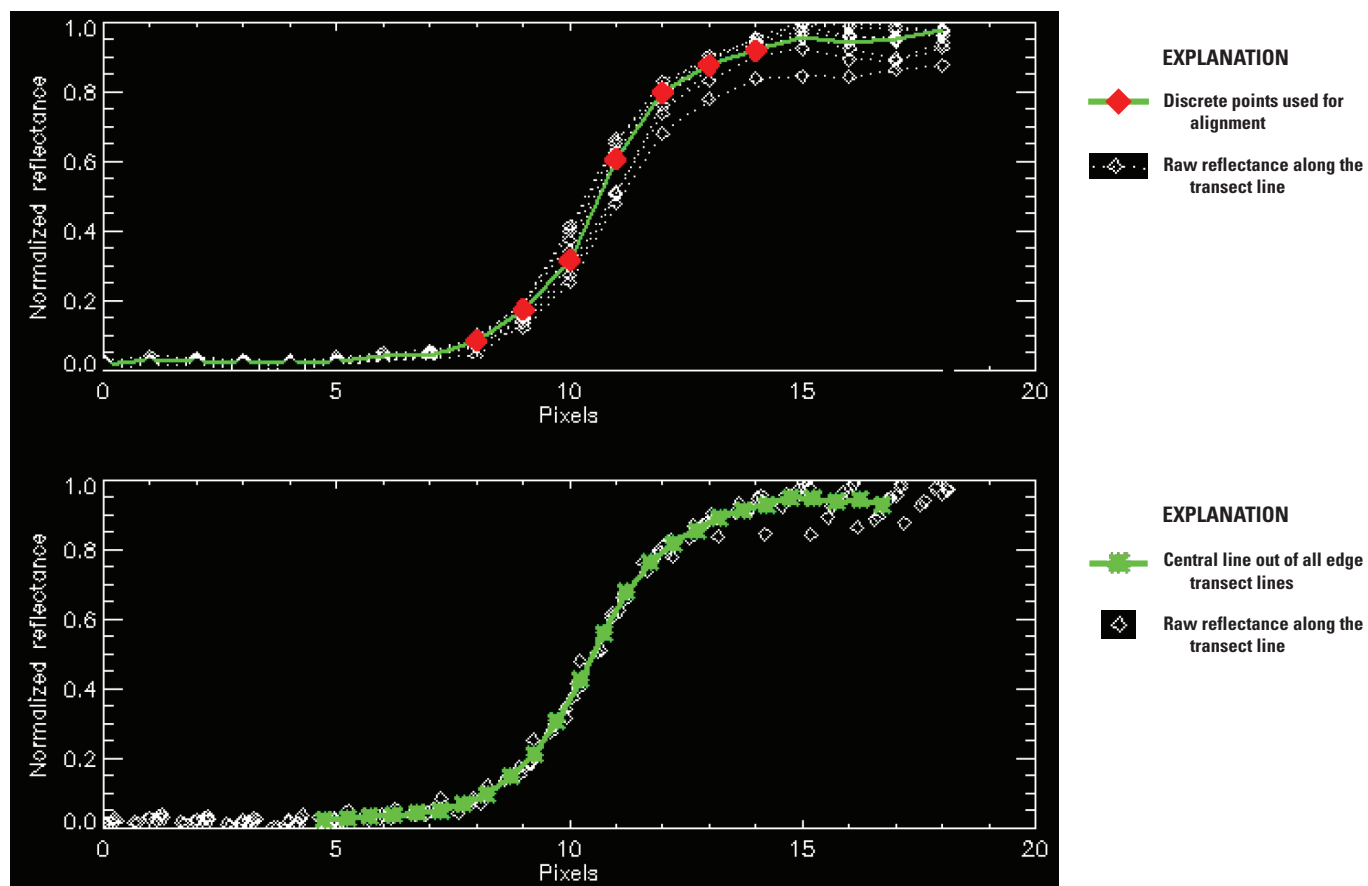 1.0
0.8
0.6
0.4
0.2
0.0
Normalized reflectance
0
5
10
15
20
Pixels
EXPLANATION
Discrete points used for
alignment
Raw reflectance along the
transect line
1.0
0.8
0.6
0.4
0.2
0.0
Normalized reflectance
0
5
10
15
20
Pixels
EXPLANATION
Central line out of all edge
transect lines
Raw reflectance along the
transect line